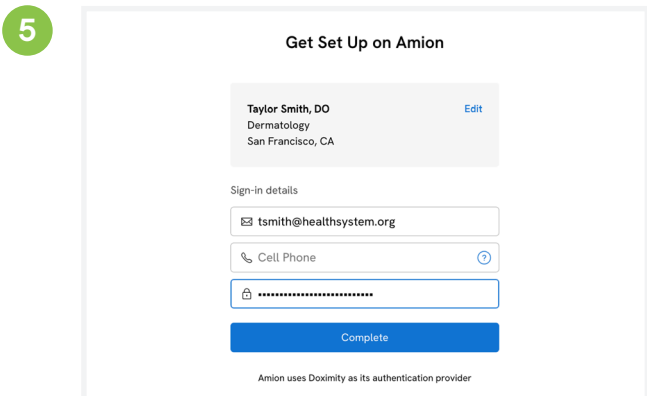 5
Get Set Up on Amion
Taylor Smith, DO
Edit
Dermatology
San Francisco, CA
Sign-in details
tsmith@healthsystem.org
Cell Phone
?
Complete
Amion uses Doximity as its authentication provider